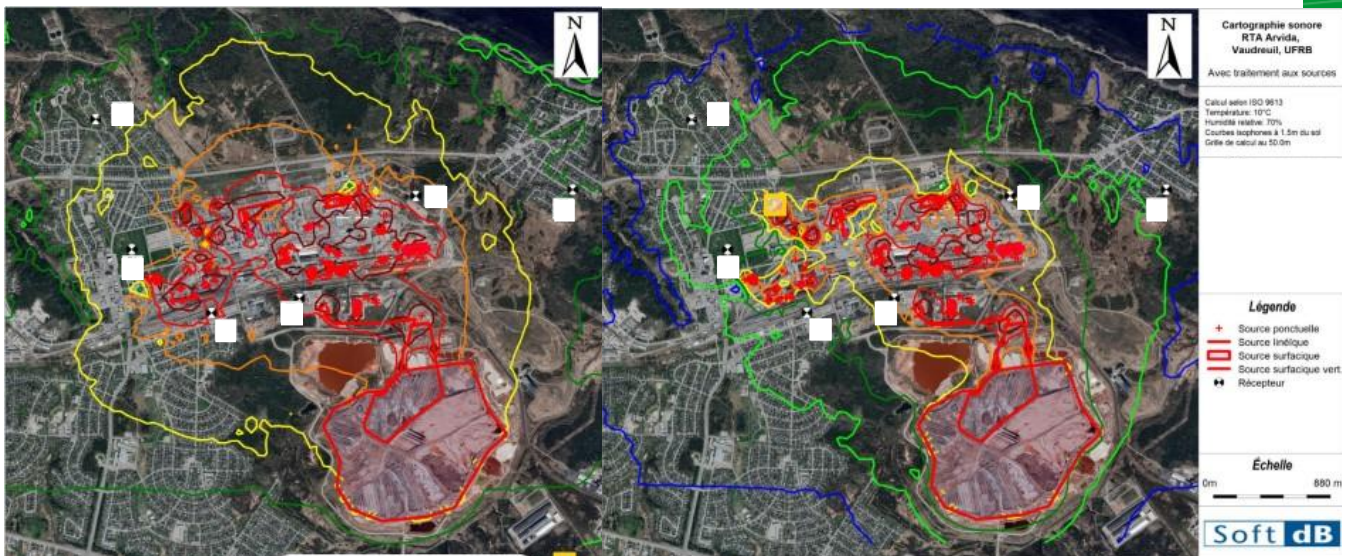 N
N
Cartographie sonore
RTA Arvida,
Vaudreuil, UFRB
Avec traitement aux sources
Calcul selon ISO 9613
Température: 10°C
Humidité relative: 70%
Courbes isophones à 1.5m du sol
Grille de calcul au 50.0m
Légende
Source ponctuelle
Source linéïque
Source surfacique
Source surfacique vert.
Récepteur
Échelle
0m 880 m
Soft dB